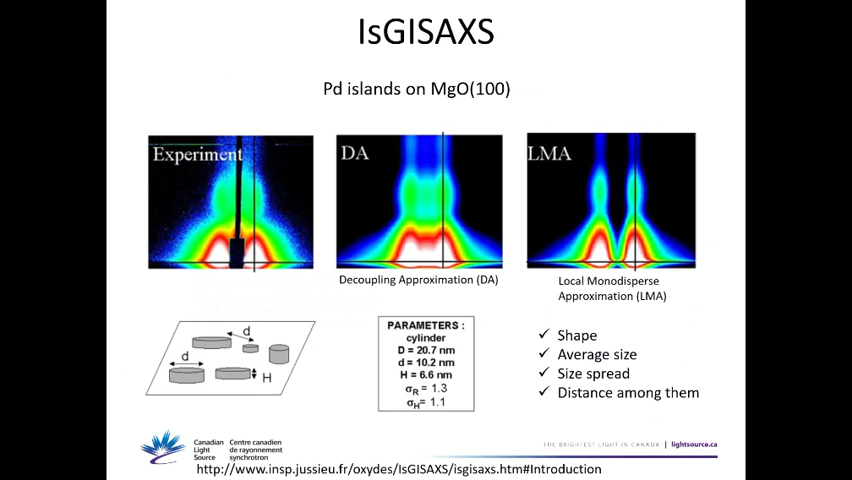 IsGISAXS
Pd islands on MgO(100)
Experiment
DA
LMA
Decoupling Approximation (DA)
Local Monodisperse
Approximation (LMA)
d
d
H
PARAMETERS :
cylinder
D = 20.7 nm
d = 10.2 nm
H = 6.6 nm
σR = 1.3
σH= 1.1
✓ Shape
✓ Average size
✓ Size spread
✓ Distance among them
Canadian Centre canadien
Light de rayonnement
Source synchrotron
THE BRIGHTEST LIGHT IN CANADA | lightsource.ca
http://www.insp.jussieu.fr/oxydes/IsGISAXS/isgisaxs.htm#Introduction